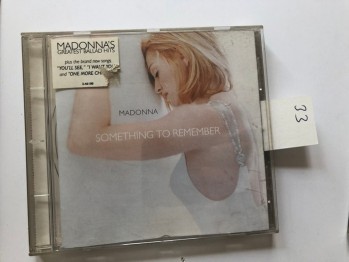 MADONNA'S
GREATEST BALLAD HITS
plus the brand new songs
"YOU'LL SEE," "I WANT YOU"
and "ONE MORE CH
MADONNA
SOMETHING TO REMEMBER
33